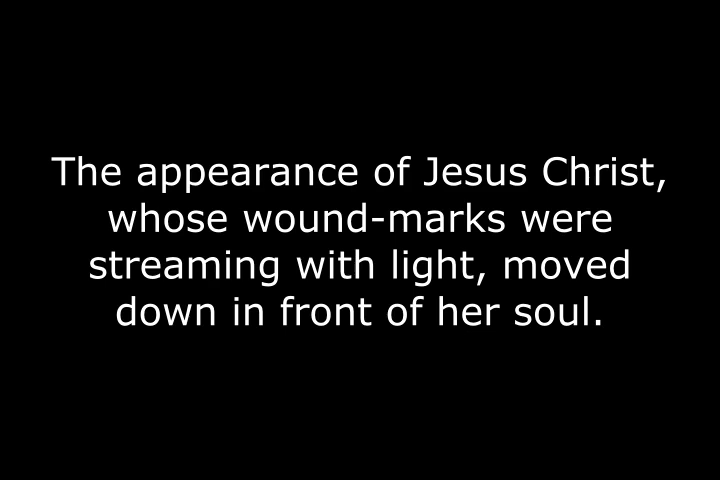 The appearance of Jesus Christ,
whose wound-marks were
streaming with light, moved
down in front of her soul.